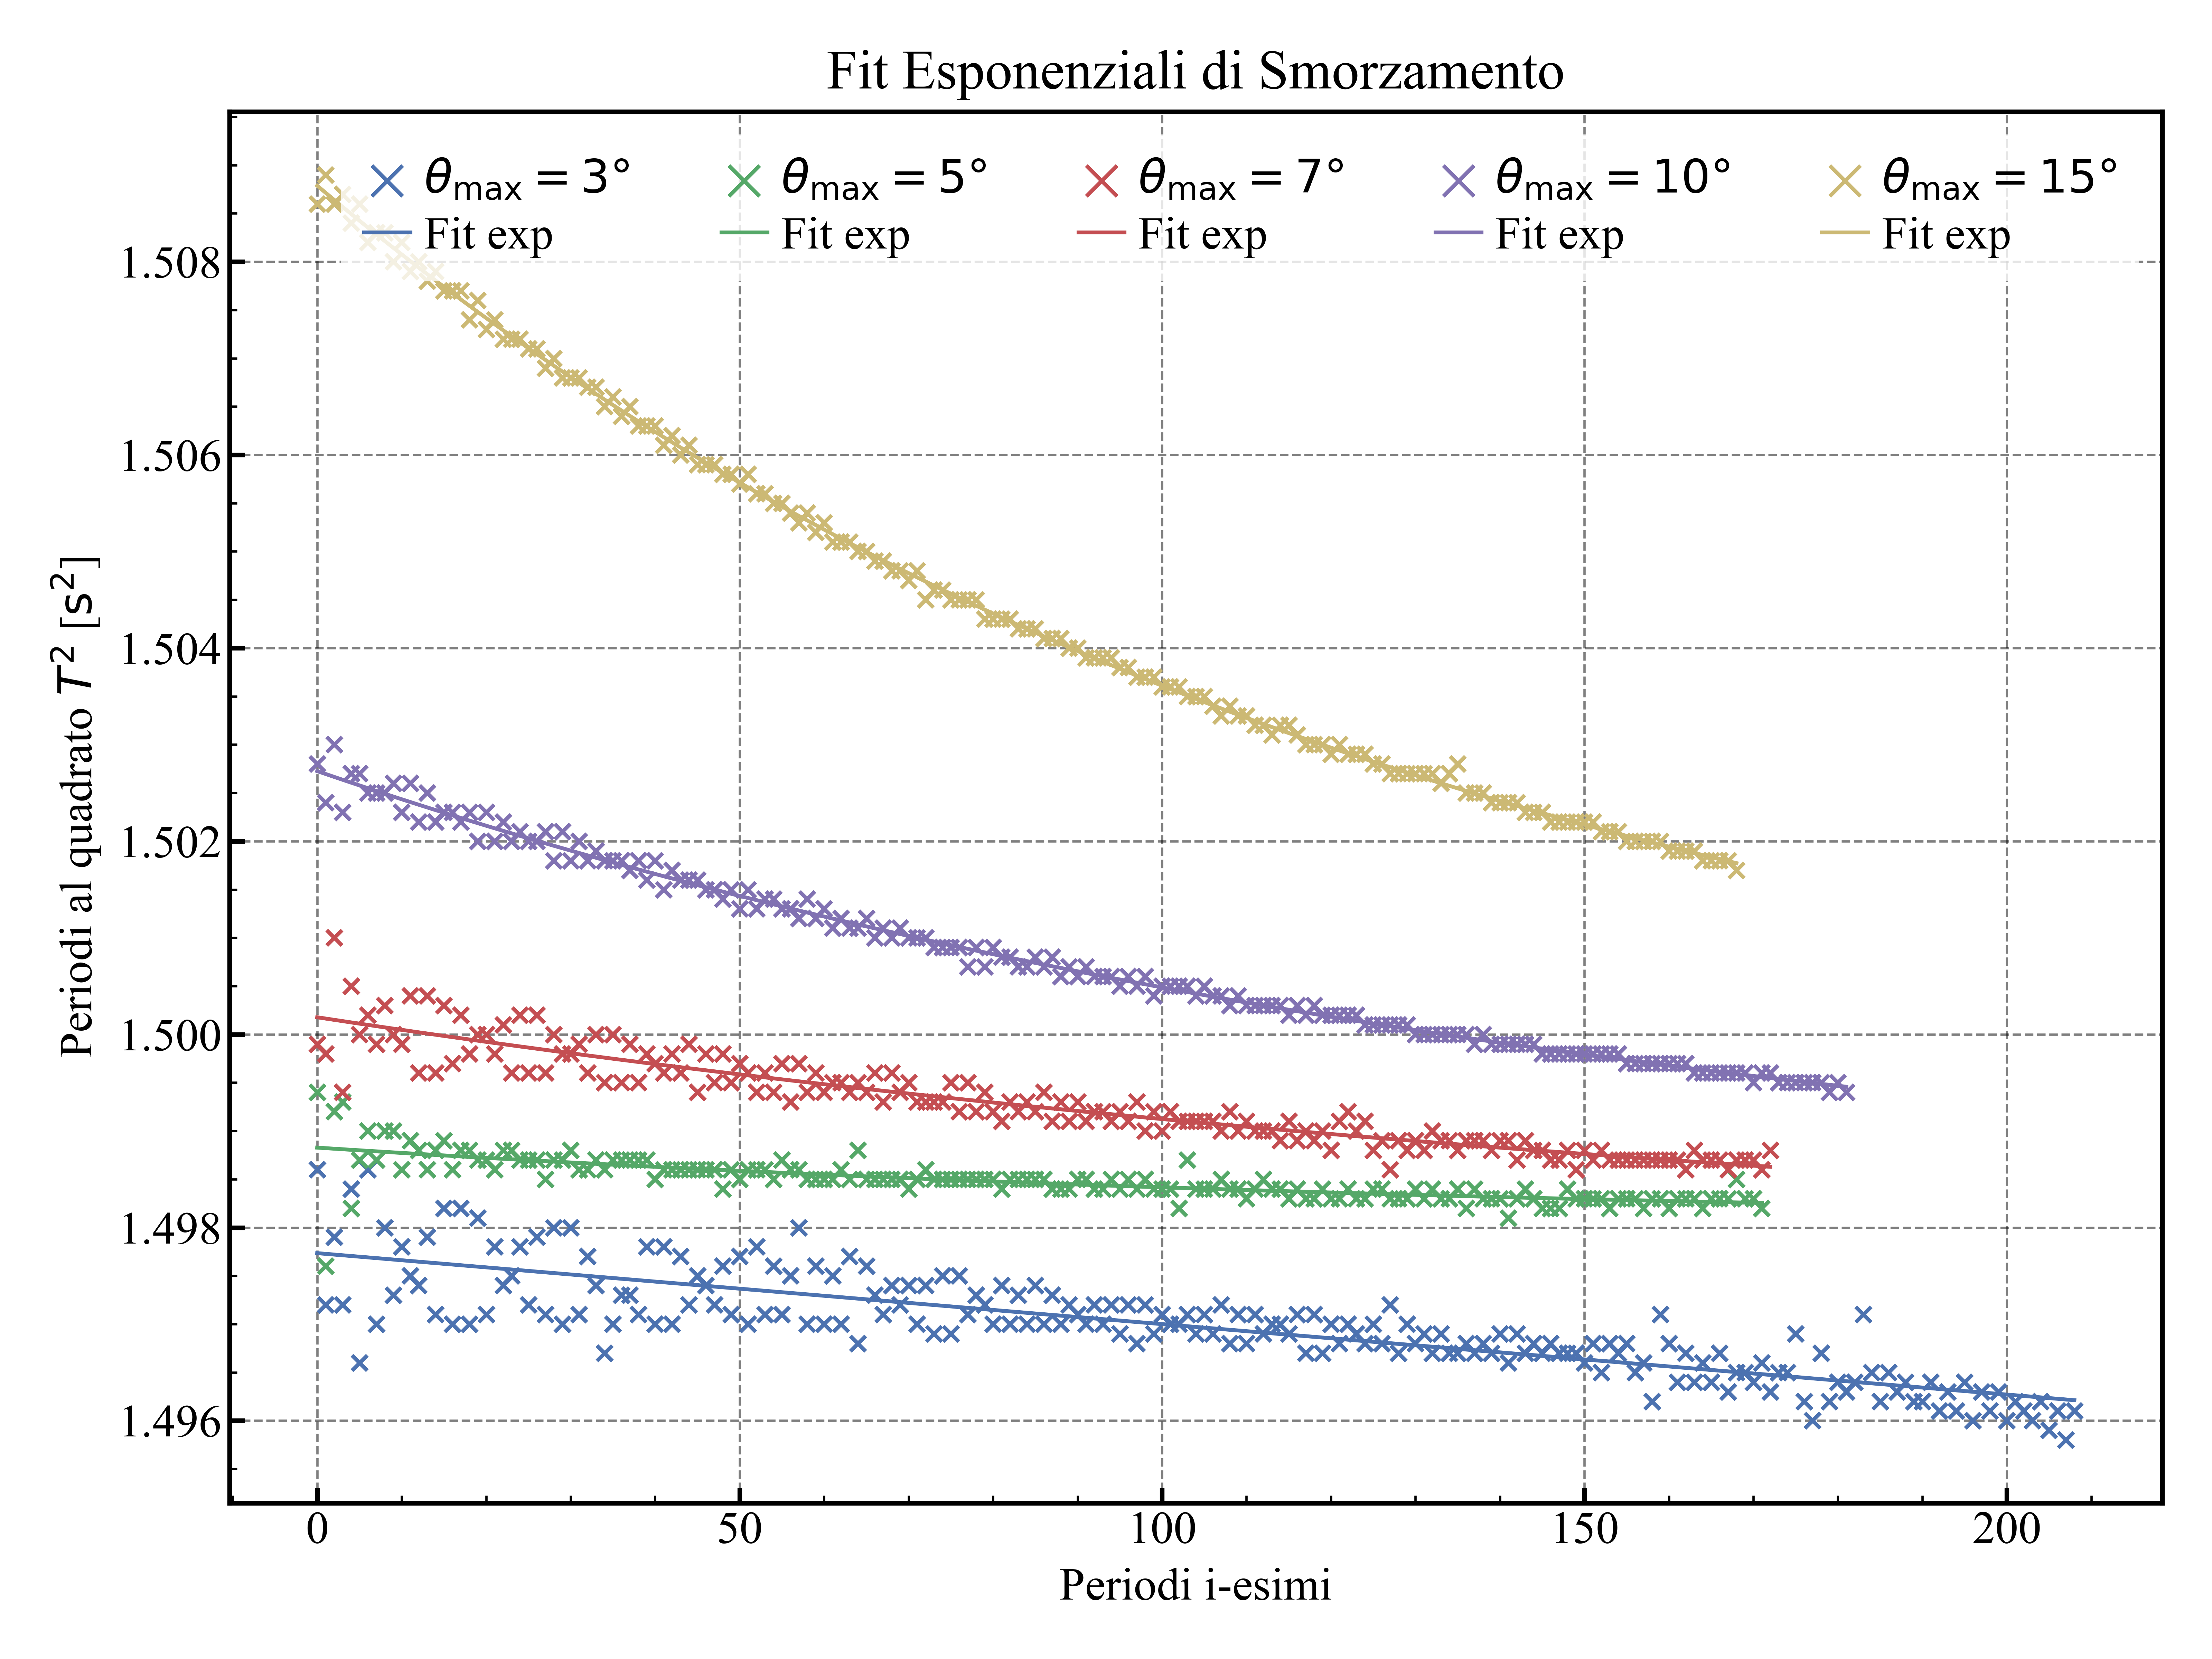 Fit Esponenziali di Smorzamento
θmax = 3° θmax = 5° θmax = 7° θmax = 10° θmax = 15°
Fit exp Fit exp Fit exp Fit exp Fit exp
1.508
1.506
1.504
1.502
1.500
1.498
1.496
Periodi al quadrato T² [s²]
0 50 100 150 200
Periodi i-esimi